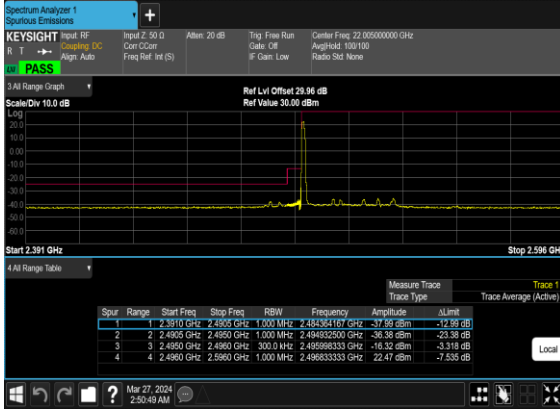 Spectrum Analyzer 1
Spurious Emissions
+
KEYSIGHT Input: RF Input Z: 50 Ω Atten: 20 dB Trig: Free Run Center Freq: 22.005000000 GHz
R T Coupling: DC Corr CCorr Gate: Off Avg|Hold: 100/100
Align: Auto Freq Ref: Int (S) IF Gain: Low Radio Std: None
PASS
3 All Range Graph Ref Lvl Offset 29.96 dB
Scale/Div 10.0 dB Ref Value 30.00 dBm
Log
20.0
10.0
0.00
-10.0
-20.0
-30.0
-40.0
-50.0
-60.0
Start 2.391 GHz Stop 2.596 GH
4 All Range Table
Measure Trace Trace 1
Trace Type Trace Average (Active)
Spur Range Start Freq Stop Freq RBW Frequency Amplitude ΔLimit
1 1 2.3910 GHz 2.4905 GHz 1.000 MHz 2.484364167 GHz -37.99 dBm -12.99 dB
2 2 2.4905 GHz 2.4950 GHz 1.000 MHz 2.494932500 GHz -36.38 dBm -23.38 dB
3 3 2.4950 GHz 2.4960 GHz 300.0 kHz 2.495998333 GHz -16.32 dBm -3.318 dB
4 4 2.4960 GHz 2.5960 GHz 1.000 MHz 2.496833333 GHz 22.47 dBm -7.535 dB
Local
? Mar 27, 2024
2:50:49 AM